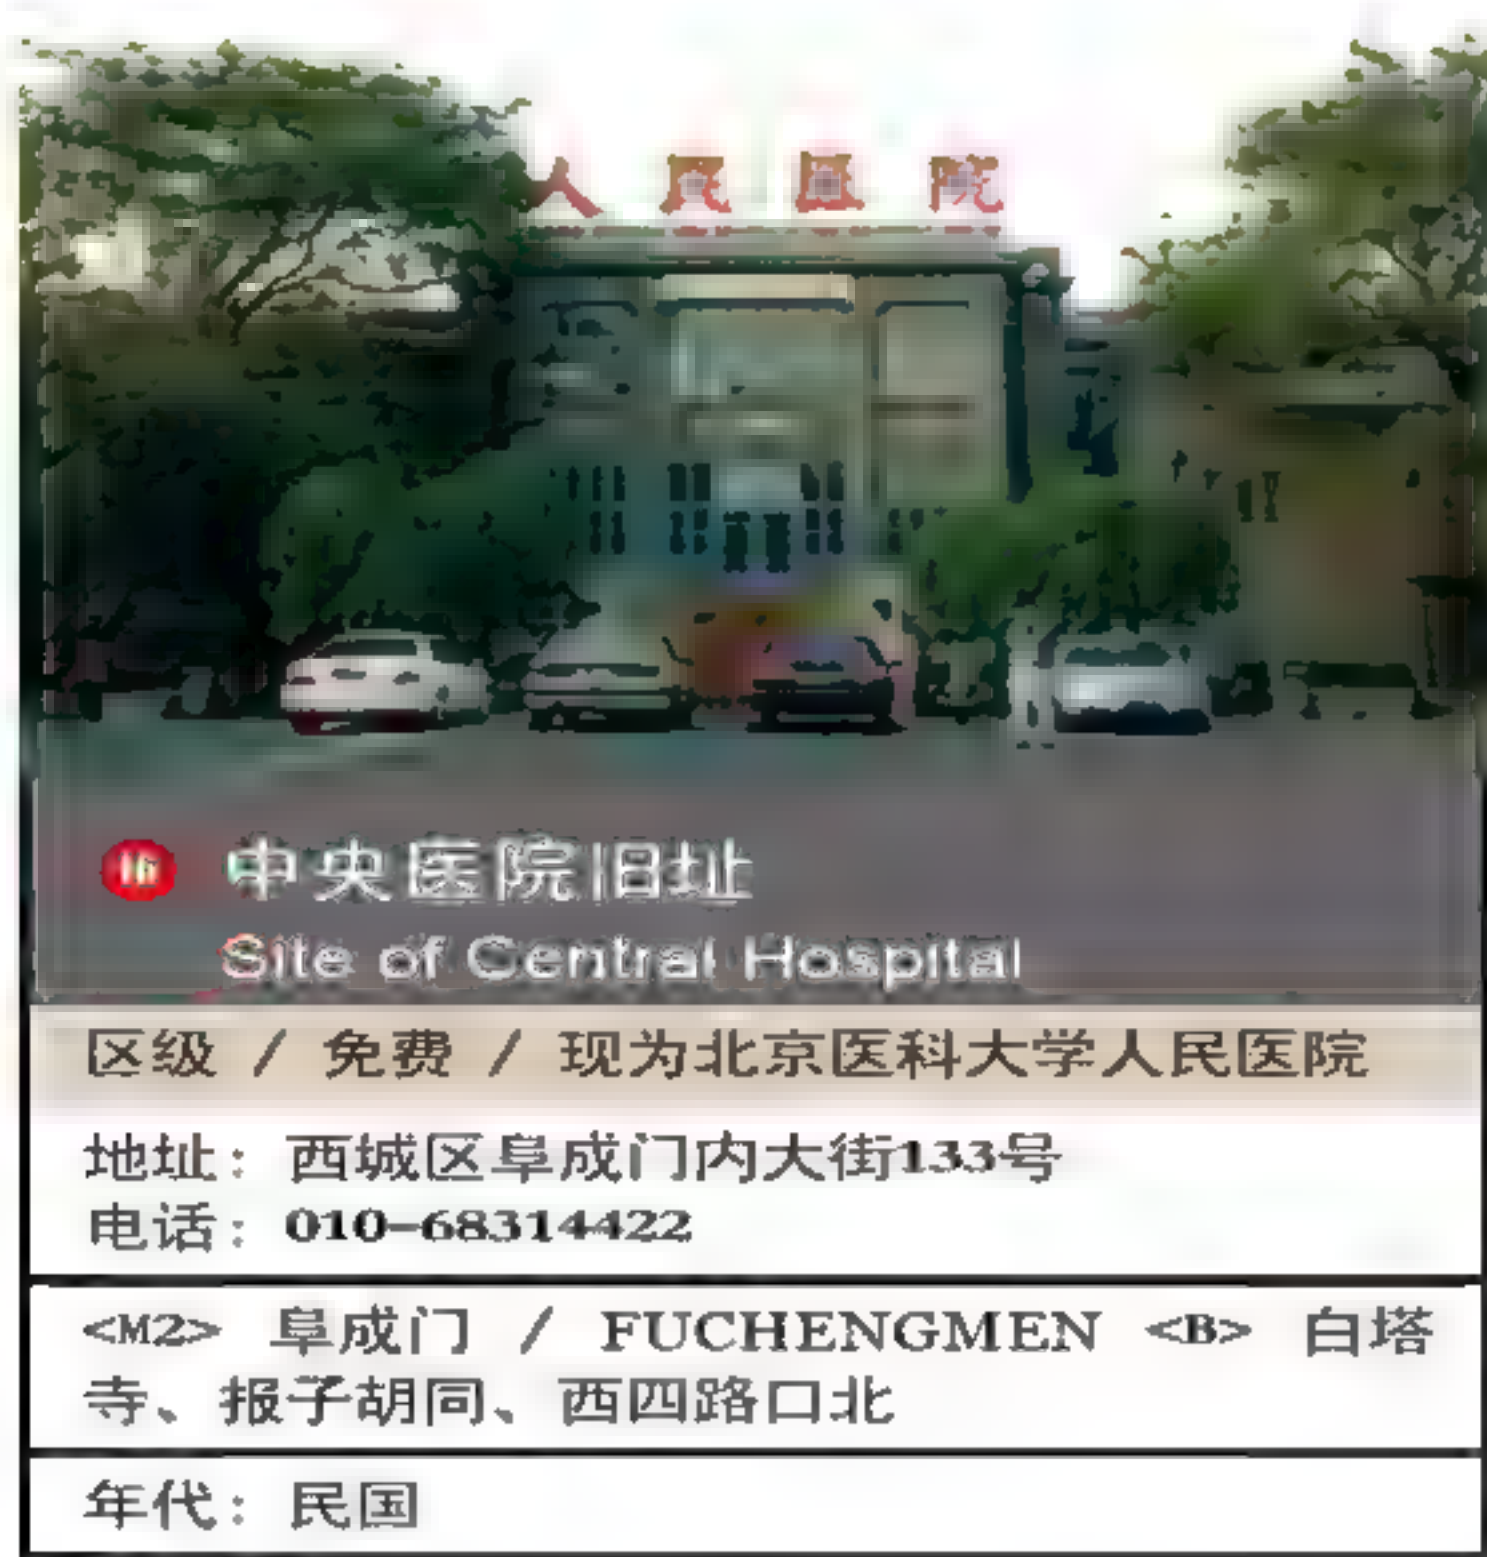 人民医院
中央医院旧址
Site of Central Hospital
区级 / 免费 / 现为北京医科大学人民医院
地址：西城区阜成门内大街133号
电话：010-68314422
<M2> 阜成门 / FUCHENGMEN <B> 白塔
寺、报子胡同、西四路口北
年代：民国